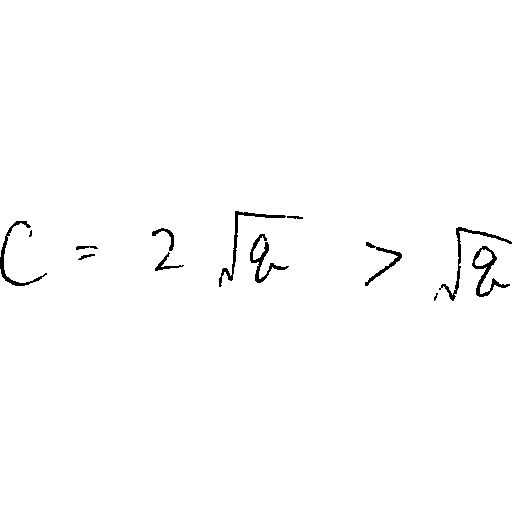 C = 2 √q > √q